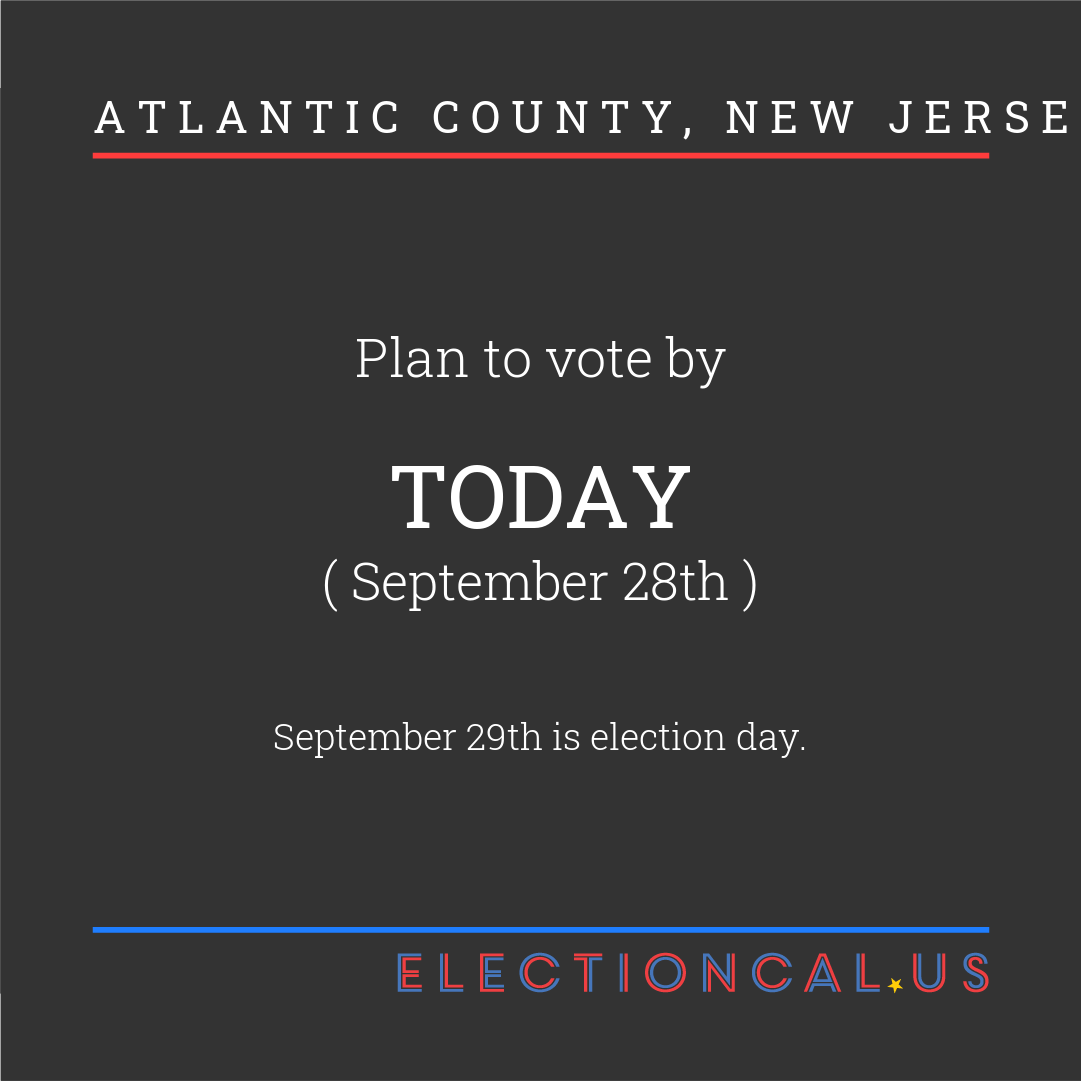 ATLANTIC COUNTY, NEW JERSE
Plan to vote by
TODAY
( September 28th )
September 29th is election day.
ELECTIONCAL.US